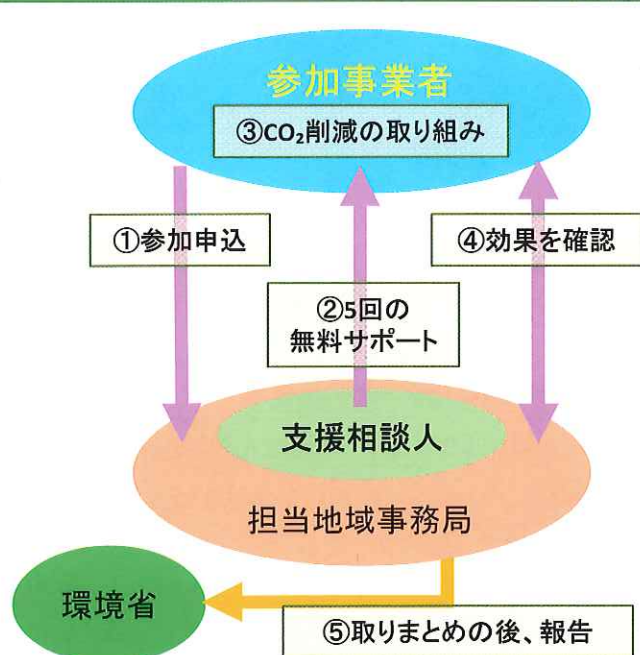 参加事業者
③CO₂削減の取り組み
①参加申込
④効果を確認
②5回の
無料サポート
支援相談人
担当地域事務局
環境省
⑤取りまとめの後、報告